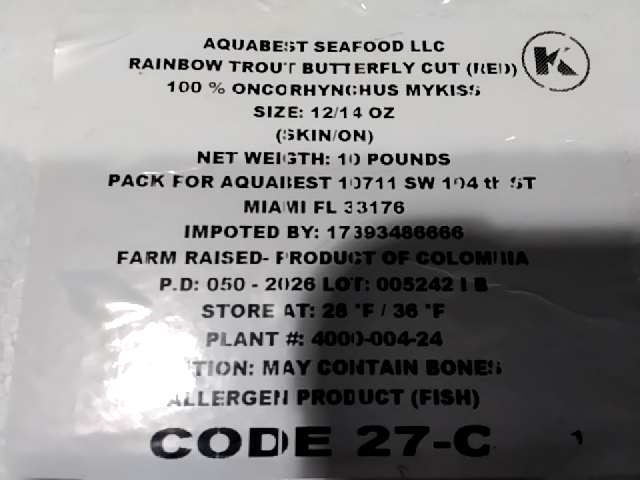 AQUABEST SEAFOOD LLC
RAINBOW TROUT BUTTERFLY CUT (RED)
K
100 % ONCORHYNCHUS MYKISS
SIZE: 12/14 OZ
(SKIN/ON)
NET WEIGTH: 10 POUNDS
PACK FOR AQUABEST 10711 SW 104 th ST
MIAMI FL 33176
IMPOTED BY: 17393486666
FARM RAISED- PRODUCT OF COLOMBIA
P.D: 050 - 2026 LOT: 005242 I B
STORE AT: 28 °F / 36 °F
PLANT #: 4000-004-24
MAY CONTAIN BONES
ALLERGEN PRODUCT (FISH)
CODE 27-C